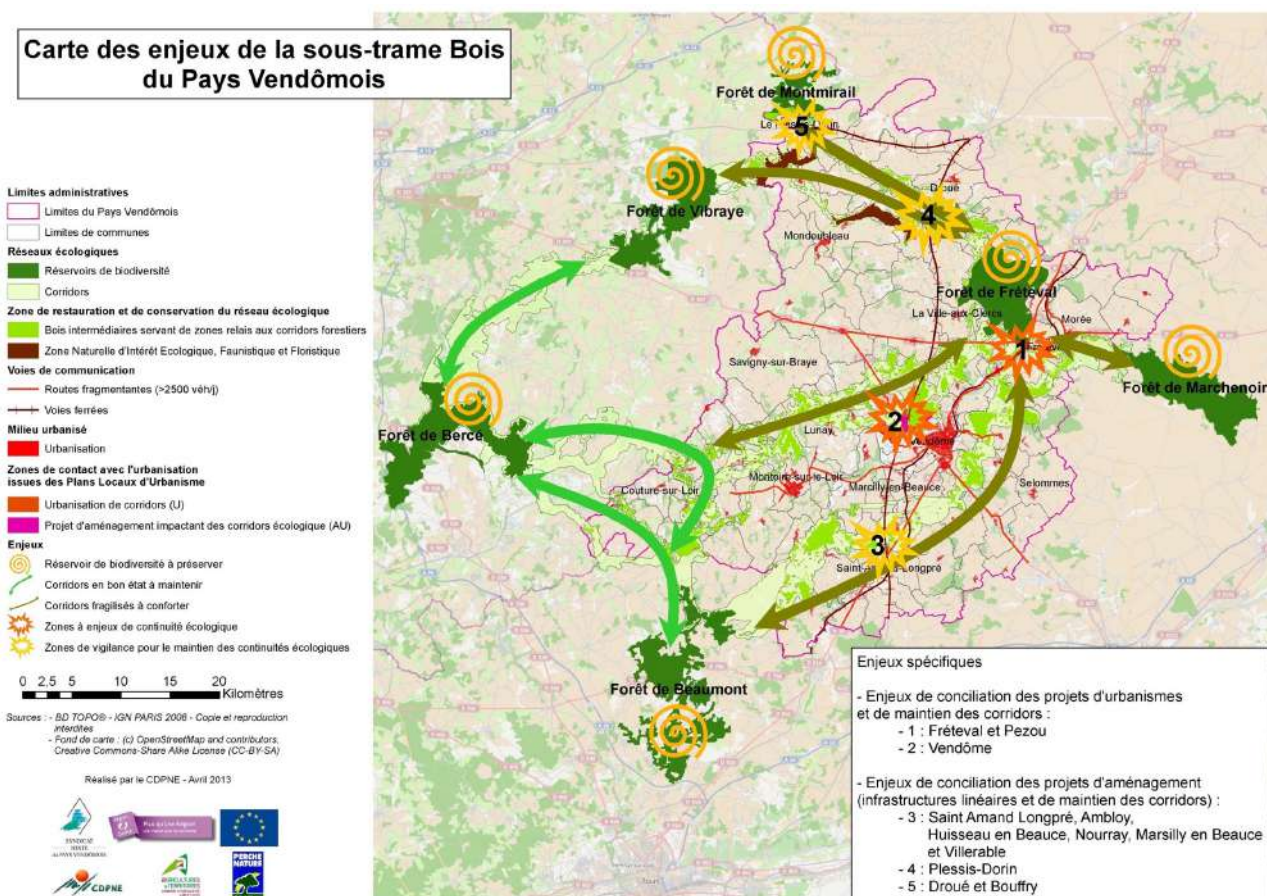 Carte des enjeux de la sous-trame Bois
du Pays Vendômois
Limites administratives
Limites du Pays Vendômois
Limites de communes
Réseaux écologiques
Réservoirs de biodiversité
Corridors
Zone de restauration et de conservation du réseau écologique
Bois intermédiaires servant de zones relais aux corridors forestiers
Zone Naturelle d'Intérêt Ecologique, Faunistique et Floristique
Voies de communication
Routes fragmentantes (>2500 véh/j)
Voies ferrées
Milieu urbanisé
Urbanisation
Zones de contact avec l'urbanisation
issues des Plans Locaux d'Urbanisme
Urbanisation de corridors (U)
Projet d'aménagement impactant des corridors écologique (AU)
Enjeux
Réservoir de biodiversité à préserver
Corridors en bon état à maintenir
Corridors fragilisés à conforter
Zones à enjeux de continuité écologique
Zones de vigilance pour le maintien des continuités écologiques
0 2,5 5 10 15 20
Kilomètres
Sources : - BD TOPO® - IGN PARIS 2008 - Copie et reproduction
interdites
- Fond de carte : (c) OpenStreetMap and contributors,
Creative Commons-Share Alike License (CC-BY-SA)
Réalisé par le CDPNE - Avril 2013
SYNDICAT
MIXTE
du PAYS VENDÔMOIS
CDPNE
PERCHE
NATURE
Forêt de Montmirail
5
Forêt de Vibraye
Droué
4
Mondoubleau
Forêt de Fréteval
La Ville-aux-Clercs
Morée
1
Savigny-sur-Braye
Forêt de Marchenoir
Forêt de Bercé
2
Lunay
Couture-sur-Loir
Montoire-sur-le-Loir
Marcilly-en-Beauce
Selommes
3
Forêt de Beaumont
Enjeux spécifiques
- Enjeux de conciliation des projets d'urbanismes
et de maintien des corridors :
- 1 : Fréteval et Pezou
- 2 : Vendôme
- Enjeux de conciliation des projets d'aménagement
(infrastructures linéaires et de maintien des corridors) :
- 3 : Saint Amand Longpré, Ambloy,
Huisseau en Beauce, Nourray, Marsilly en Beauce
et Villerable
- 4 : Plessis-Dorin
- 5 : Droué et Bouffry